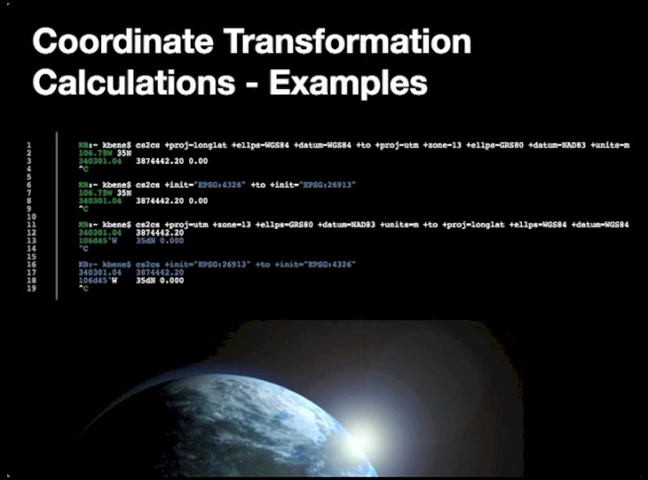 Coordinate Transformation
Calculations - Examples
1 KB:~ kbene$ cs2cs +proj=longlat +ellps=WGS84 +datum=WGS84 +to +proj=utm +zone=13 +ellps=GRS80 +datum=NAD83 +units=m
2 106.75W 35N
3 340301.04 3874442.20 0.00
4 ^C
5
6 KB:~ kbene$ cs2cs +init="EPSG:4326" +to +init="EPSG:26913"
7 106.75W 35N
8 340301.04 3874442.20 0.00
9 ^C
10
11 KB:~ kbene$ cs2cs +proj=utm +zone=13 +ellps=GRS80 +datum=NAD83 +units=m +to +proj=longlat +ellps=WGS84 +datum=WGS84
12 340301.04 3874442.20
13 106d45'W 35dN 0.000
14 ^C
15
16 KB:~ kbene$ cs2cs +init="EPSG:26913" +to +init="EPSG:4326"
17 340301.04 3874442.20
18 106d45'W 35dN 0.000
19 ^C